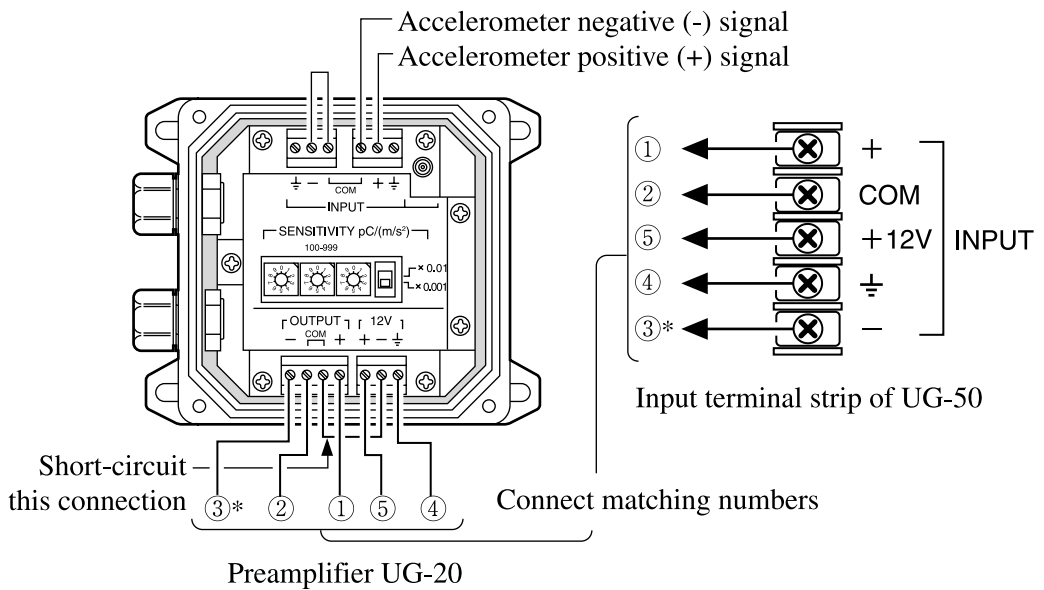 Accelerometer negative (-) signal
Accelerometer positive (+) signal
⏚ − COM + ⏚
INPUT
SENSITIVITY pC/(m/s²)
100-999
× 0.01
× 0.001
OUTPUT 12V
− COM + + − ⏚
Short-circuit
this connection
③* ② ① ⑤ ④
Preamplifier UG-20
① +
② COM
⑤ +12V
④ ⏚
③* −
INPUT
Input terminal strip of UG-50
Connect matching numbers